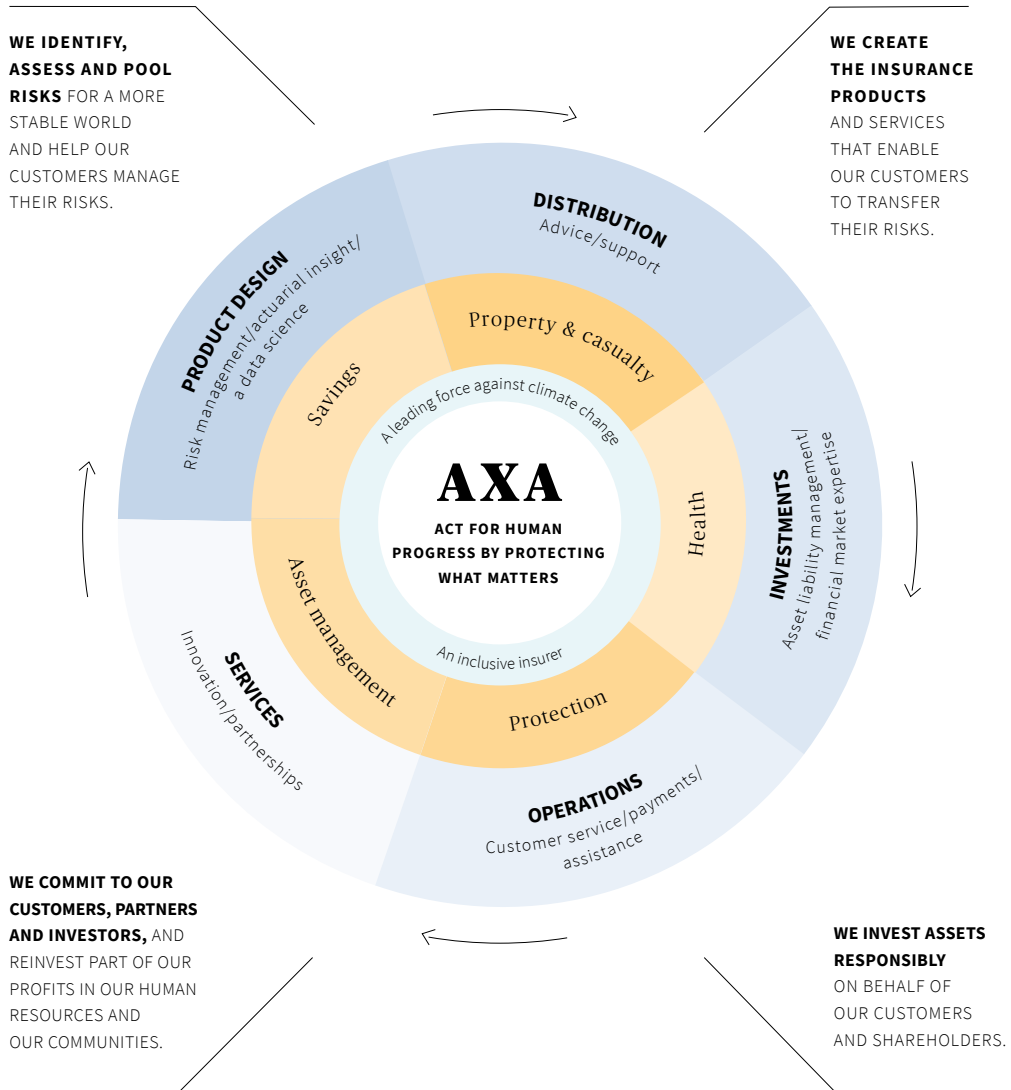 WE IDENTIFY,
ASSESS AND POOL
RISKS FOR A MORE
STABLE WORLD
AND HELP OUR
CUSTOMERS MANAGE
THEIR RISKS.
WE CREATE
THE INSURANCE
PRODUCTS
AND SERVICES
THAT ENABLE
OUR CUSTOMERS
TO TRANSFER
THEIR RISKS.
PRODUCT DESIGN
Risk management/actuarial insight/
a data science
DISTRIBUTION
Advice/support
INVESTMENTS
Asset liability management/
financial market expertise
OPERATIONS
Customer service/payments/
assistance
SERVICES
Innovation/partnerships
Savings
Property & casualty
Health
Protection
Asset management
A leading force against climate change
AXA
ACT FOR HUMAN
PROGRESS BY PROTECTING
WHAT MATTERS
An inclusive insurer
WE COMMIT TO OUR
CUSTOMERS, PARTNERS
AND INVESTORS, AND
REINVEST PART OF OUR
PROFITS IN OUR HUMAN
RESOURCES AND
OUR COMMUNITIES.
WE INVEST ASSETS
RESPONSIBLY
ON BEHALF OF
OUR CUSTOMERS
AND SHAREHOLDERS.